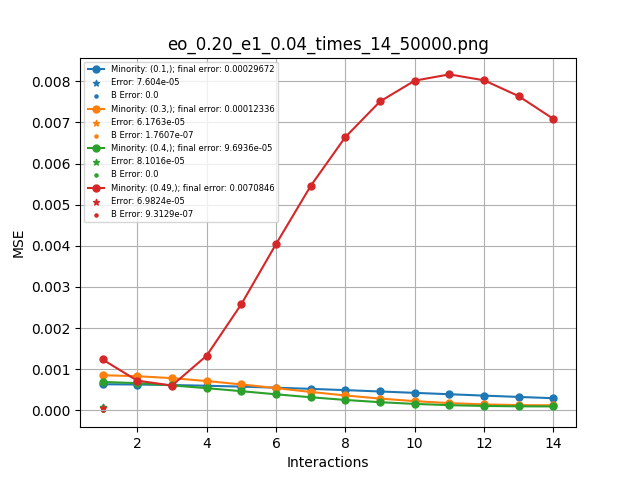 eo_0.20_e1_0.04_times_14_50000.png
Minority: (0.1,); final error: 0.00029672
Error: 7.604e-05
B Error: 0.0
Minority: (0.3,); final error: 0.00012336
Error: 6.1763e-05
B Error: 1.7607e-07
Minority: (0.4,); final error: 9.6936e-05
Error: 8.1016e-05
B Error: 0.0
Minority: (0.49,); final error: 0.0070846
Error: 6.9824e-05
B Error: 9.3129e-07
0.008
0.007
0.006
0.005
0.004
0.003
0.002
0.001
0.000
MSE
2 4 6 8 10 12 14
Interactions